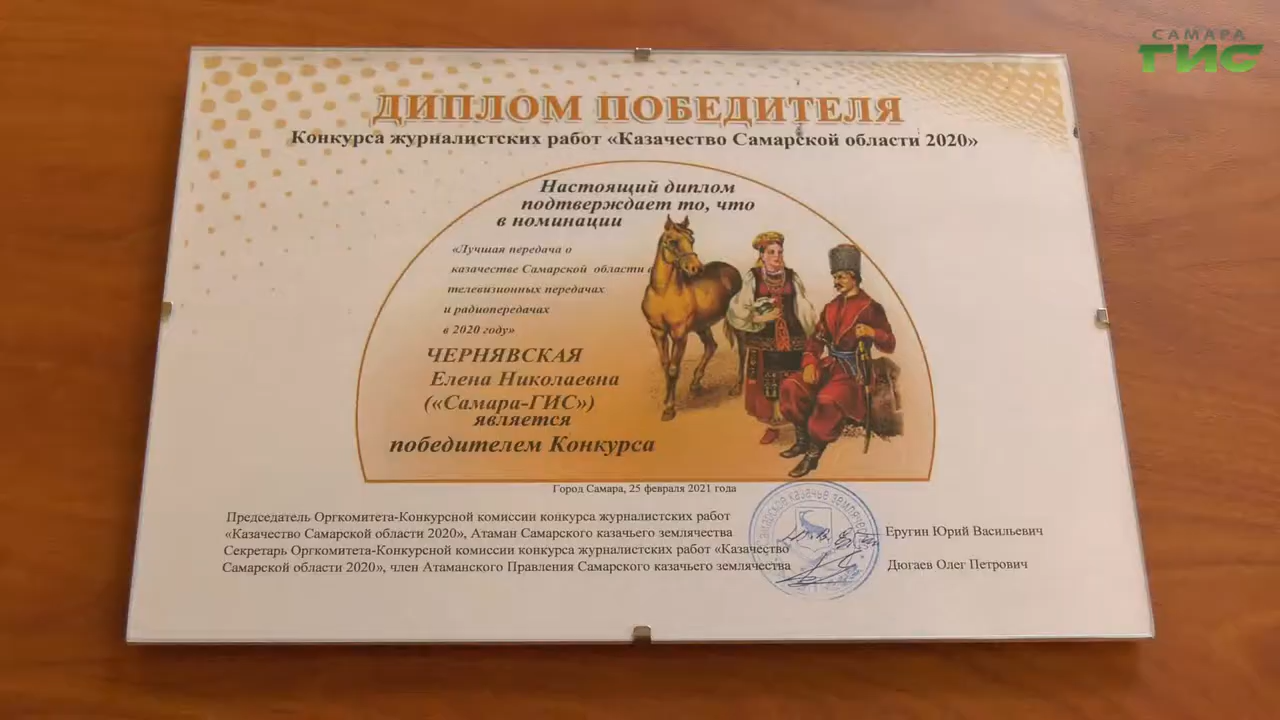 САМАРА
ГИС
ДИПЛОМ ПОБЕДИТЕЛЯ
Конкурса журналистских работ «Казачество Самарской области 2020»
Настоящий диплом
подтверждает то, что
в номинации
«Лучшая передача о
казачестве Самарской области в
телевизионных передачах
и радиопередачах
в 2020 году»
ЧЕРНЯВСКАЯ
Елена Николаевна
(«Самара-ГИС»)
является
победителем Конкурса
Город Самара, 25 февраля 2021 года
Председатель Оргкомитета-Конкурсной комиссии конкурса журналистских работ
«Казачество Самарской области 2020», Атаман Самарского казачьего землячества
Еругин Юрий Васильевич
Секретарь Оргкомитета-Конкурсной комиссии конкурса журналистских работ «Казачество
Самарской области 2020», член Атаманского Правления Самарского казачьего землячества
Дюгаев Олег Петрович
Самарское казачье землячество